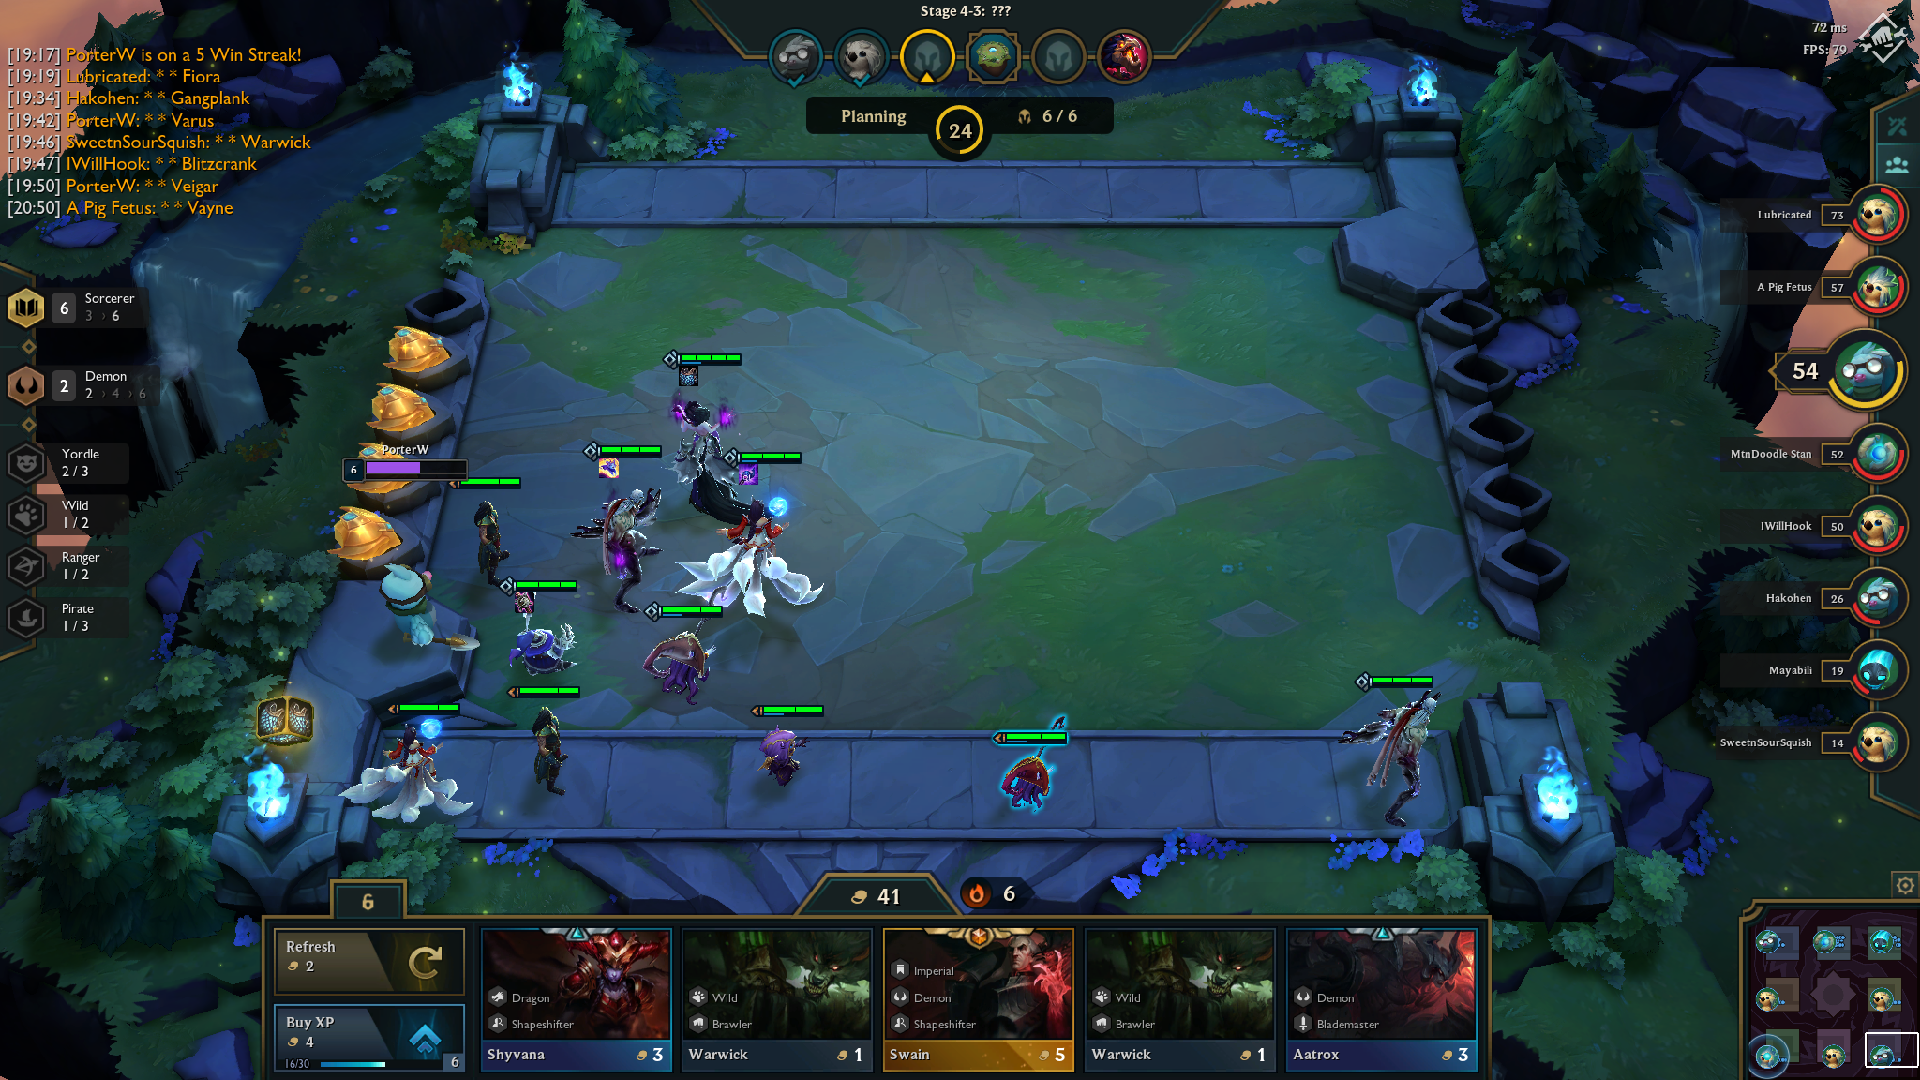 Stage 4-3: ???
72 ms
FPS: 79
[19:17] PorterW is on a 5 Win Streak!
[19:19] Lubricated: * * Fiora
[19:34] Hakohen: * * Gangplank
[19:42] PorterW: * * Varus
[19:46] SweetnSourSquish: * * Warwick
[19:47] IWillHook: * * Blitzcrank
[19:50] PorterW: * * Veigar
[20:50] A Pig Fetus: * * Vayne
Planning
24
6 / 6
6 Sorcerer
3 › 6
2 Demon
2 › 4 › 6
Yordle
2 / 3
Wild
1 / 2
Ranger
1 / 2
Pirate
1 / 3
PorterW
6
Lubricated 73
A Pig Fetus 57
54
MtnDoodle Stan 52
IWillHook 50
Hakohen 26
Mayabili 19
SweetnSourSquish 14
6
41
6
Refresh
2
Buy XP
4
16/30
6
Dragon
Shapeshifter
Shyvana 3
Wild
Brawler
Warwick 1
Imperial
Demon
Shapeshifter
Swain 5
Wild
Brawler
Warwick 1
Demon
Blademaster
Aatrox 3